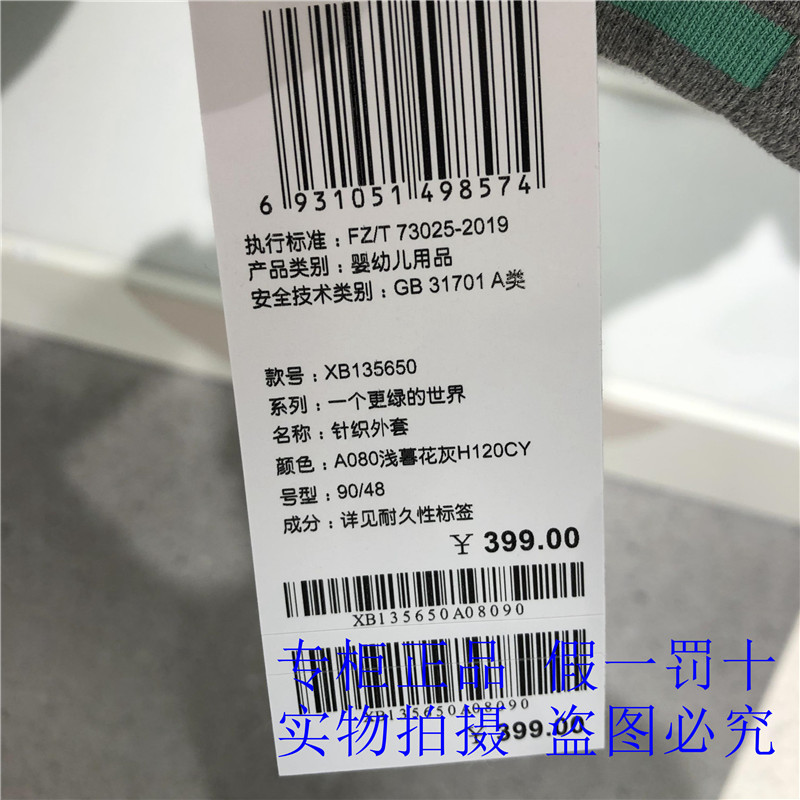 6 931051 498574
执行标准：FZ/T 73025-2019
产品类别：婴幼儿用品
安全技术类别：GB 31701 A类
款号：XB135650
系列：一个更绿的世界
名称：针织外套
颜色：A080浅暮花灰H120CY
号型：90/48
成分：详见耐久性标签
¥ 399.00
XB135650A08090
专柜正品 假一罚十
XB135650A08090
实物拍摄 盗图必究
¥ 399.00